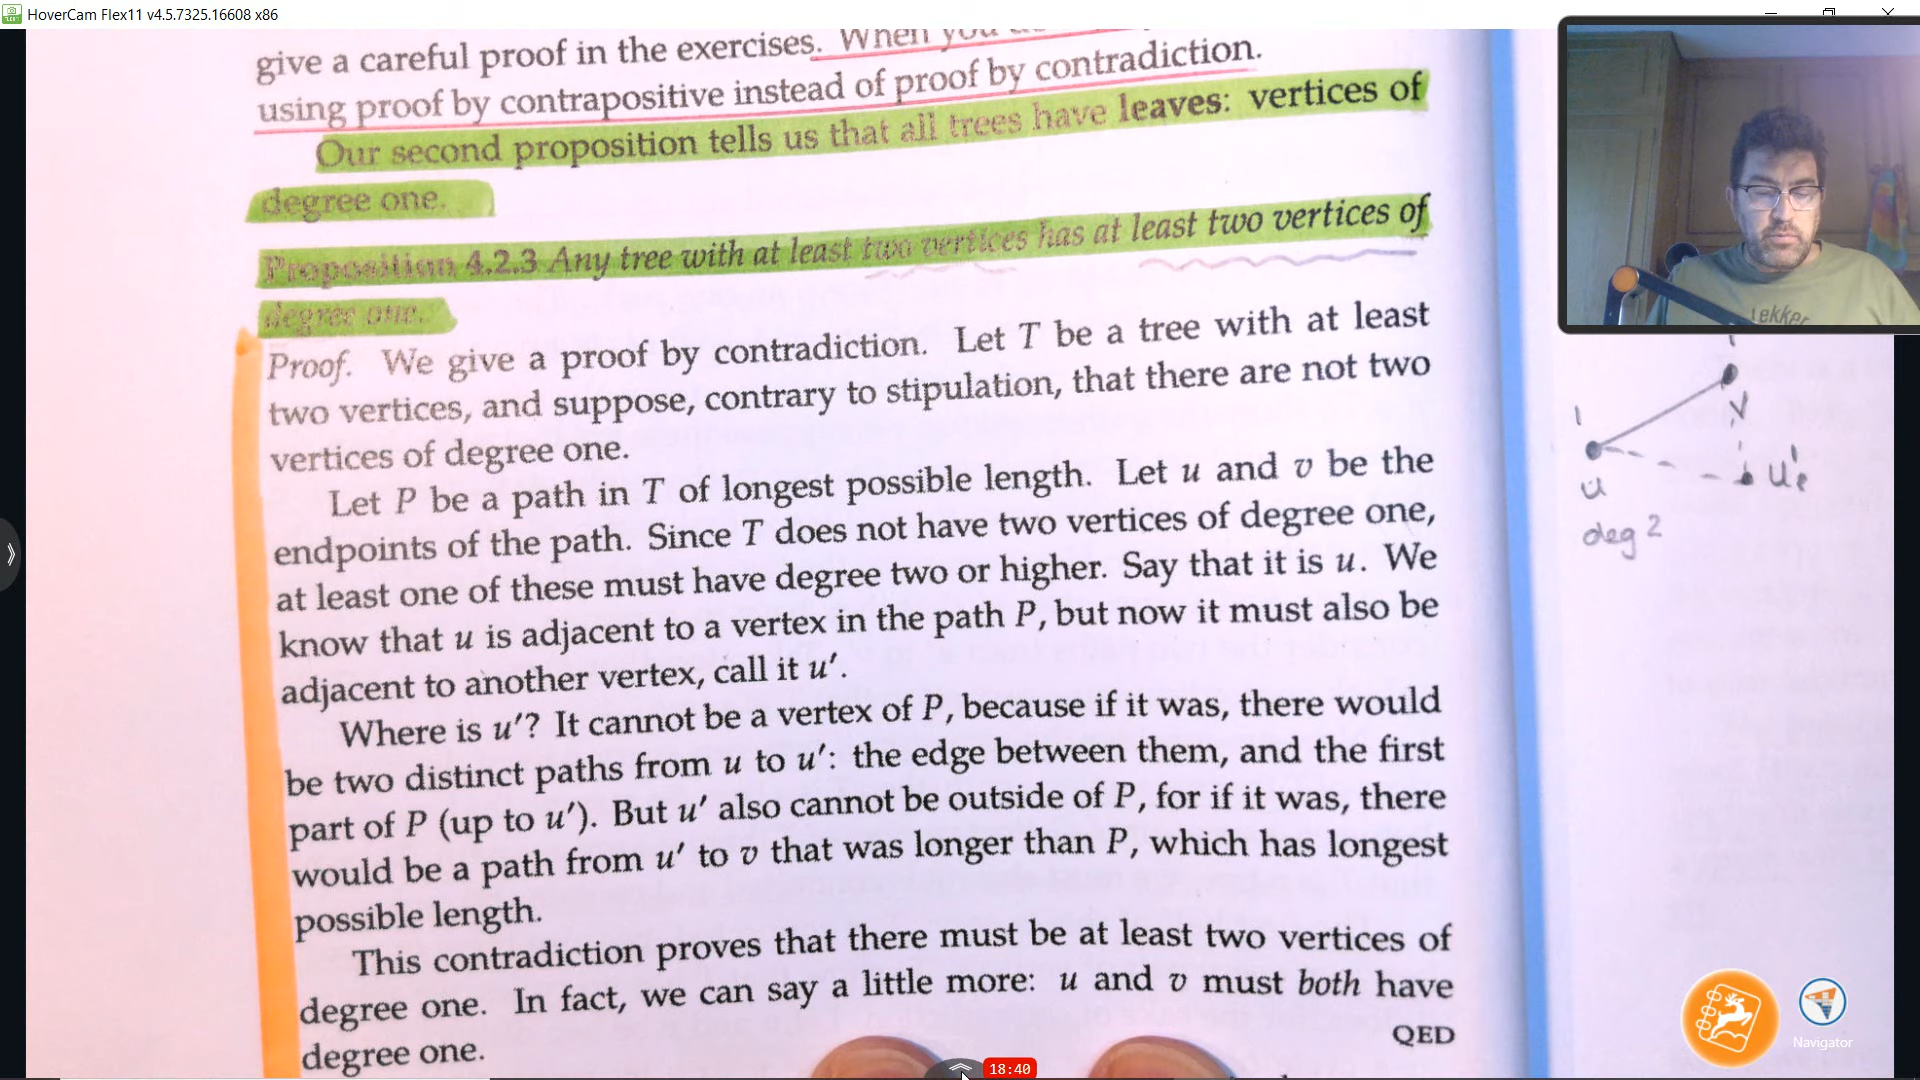 HoverCam Flex11 v4.5.7325.16608 x86
give a careful proof in the exercises. When you
using proof by contrapositive instead of proof by contradiction.
Our second proposition tells us that all trees have leaves: vertices of
degree one.
Proposition 4.2.3 Any tree with at least two vertices has at least two vertices of
degree one.
Proof. We give a proof by contradiction. Let T be a tree with at least
two vertices, and suppose, contrary to stipulation, that there are not two
vertices of degree one.
Let P be a path in T of longest possible length. Let u and v be the
endpoints of the path. Since T does not have two vertices of degree one,
at least one of these must have degree two or higher. Say that it is u. We
know that u is adjacent to a vertex in the path P, but now it must also be
adjacent to another vertex, call it u′.
Where is u′? It cannot be a vertex of P, because if it was, there would
be two distinct paths from u to u′: the edge between them, and the first
part of P (up to u′). But u′ also cannot be outside of P, for if it was, there
would be a path from u′ to v that was longer than P, which has longest
possible length.
This contradiction proves that there must be at least two vertices of
degree one. In fact, we can say a little more: u and v must both have
degree one.
QED
lekker
1
v
1
u'
u
deg 2
Navigator
18:40